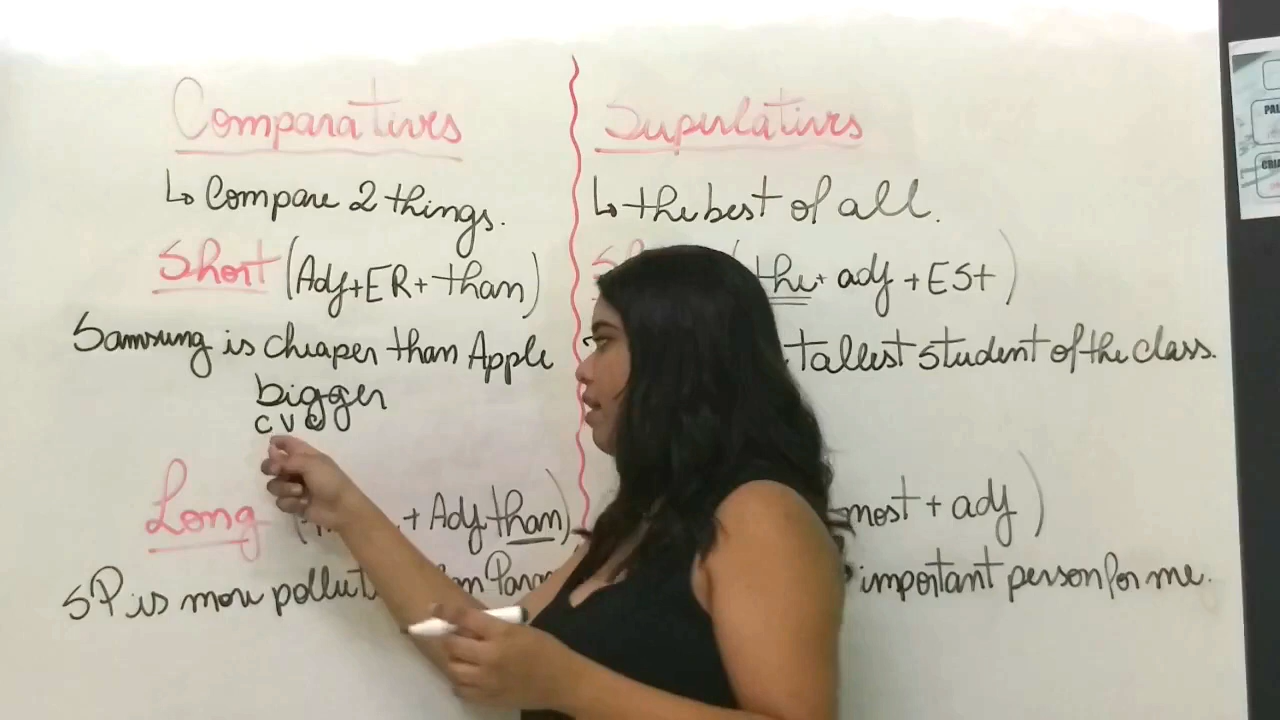 Comparatives
↳ Compare 2 things.
Short (Adj+ER+ than)
Samsung is cheaper than Apple
bigger
C V C
Long + Adj than)
SP is more
Superlatives
↳ the best of all.
the + adj + ESt)
tallest student of the class.
most + adj)
important person for me.